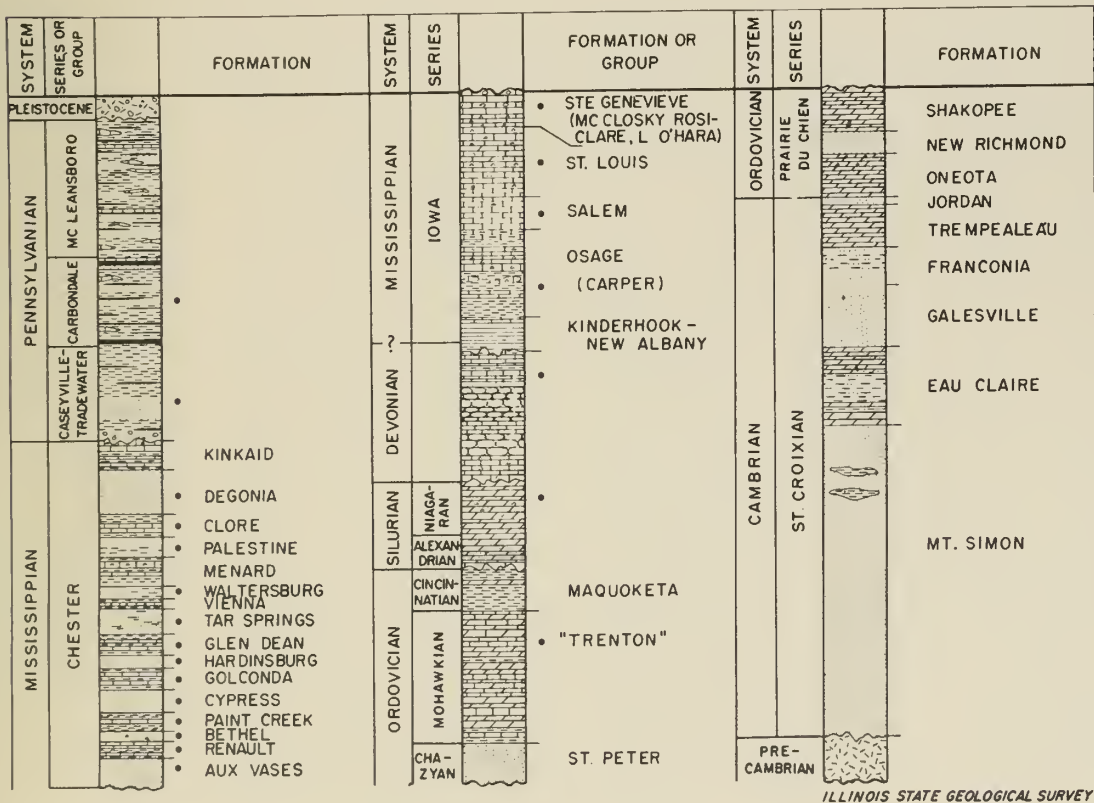 SYSTEM
SERIES OR
GROUP
FORMATION
PLEISTOCENE
PENNSYLVANIAN
MC LEANSBORO
CARBONDALE
CASEYVILLE-
TRADEWATER
MISSISSIPPIAN
CHESTER
KINKAID
DEGONIA
CLORE
PALESTINE
MENARD
WALTERSBURG
VIENNA
TAR SPRINGS
GLEN DEAN
HARDINSBURG
GOLCONDA
CYPRESS
PAINT CREEK
BETHEL
RENAULT
AUX VASES
SYSTEM
SERIES
FORMATION OR
GROUP
MISSISSIPPIAN
IOWA
STE GENEVIEVE
(MC CLOSKY ROSI-
CLARE, L O'HARA)
ST. LOUIS
SALEM
OSAGE
(CARPER)
KINDERHOOK-
NEW ALBANY
?
DEVONIAN
SILURIAN
NIAGA-
RAN
ALEXAN-
DRIAN
ORDOVICIAN
CINCIN-
NATIAN
MAQUOKETA
MOHAWKIAN
"TRENTON"
CHA-
ZYAN
ST. PETER
SYSTEM
SERIES
FORMATION
ORDOVICIAN
PRAIRIE
DU CHIEN
SHAKOPEE
NEW RICHMOND
ONEOTA
CAMBRIAN
ST. CROIXIAN
JORDAN
TREMPEALEAU
FRANCONIA
GALESVILLE
EAU CLAIRE
MT. SIMON
PRE-
CAMBRIAN
ILLINOIS STATE GEOLOGICAL SURVEY